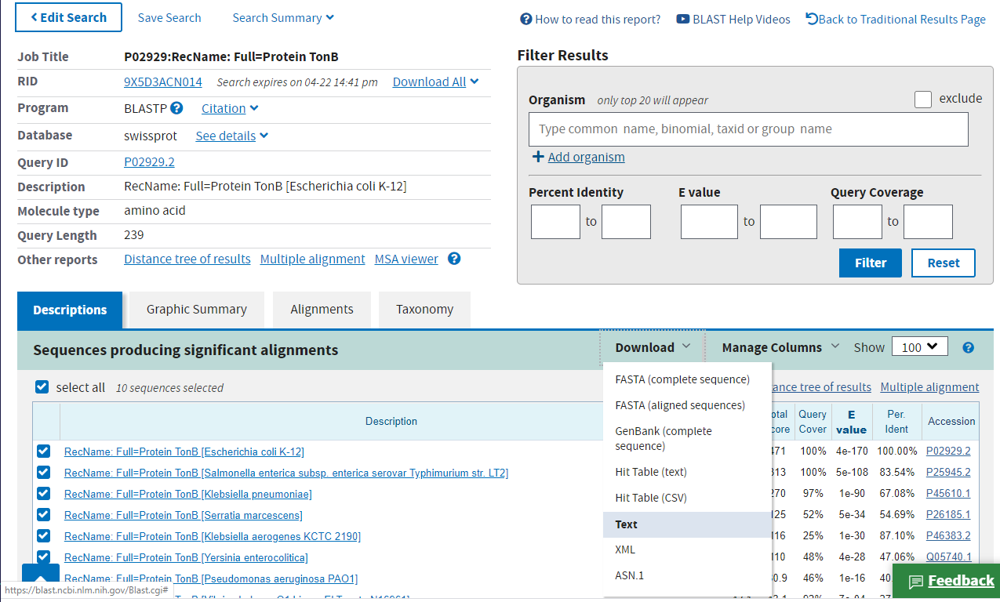 Edit Search Save Search Search Summary How to read this report? BLAST Help Videos Back to Traditional Results Page
Job Title P02929:RecName: Full=Protein TonB
RID 9X5D3ACN014 Search expires on 04-22 14:41 pm Download All
Program BLASTP Citation
Database swissprot See details
Query ID P02929.2
Description RecName: Full=Protein TonB [Escherichia coli K-12]
Molecule type amino acid
Query Length 239
Other reports Distance tree of results Multiple alignment MSA viewer
Filter Results
Organism only top 20 will appear exclude
Type common name, binomial, taxid or group name
Add organism
Percent Identity E value Query Coverage
to to to
Filter Reset
Descriptions Graphic Summary Alignments Taxonomy
Sequences producing significant alignments Download Manage Columns Show 100
select all 10 sequences selected
FASTA (complete sequence)
FASTA (aligned sequences)
GenBank (complete
sequence)
Hit Table (text)
Hit Table (CSV)
Text
XML
ASN.1
ance tree of results Multiple alignment
Description otal core Query Cover E value Per. Ident Accession
RecName: Full=Protein TonB [Escherichia coli K-12] 471 100% 4e-170 100.00% P02929.2
RecName: Full=Protein TonB [Salmonella enterica subsp. enterica serovar Typhimurium str. LT2] 313 100% 5e-108 83.54% P25945.2
RecName: Full=Protein TonB [Klebsiella pneumoniae] 270 97% 1e-90 67.08% P45610.1
RecName: Full=Protein TonB [Serratia marcescens] 125 52% 5e-34 54.69% P26185.1
RecName: Full=Protein TonB [Klebsiella aerogenes KCTC 2190] 116 25% 1e-30 87.10% P46383.2
RecName: Full=Protein TonB [Yersinia enterocolitica] 110 48% 4e-28 47.06% Q05740.1
Full=Protein TonB [Pseudomonas aeruginosa PAO1] 0.9 46% 1e-16 40
https://blast.ncbi.nlm.nih.gov/Blast.cgi#
Feedback